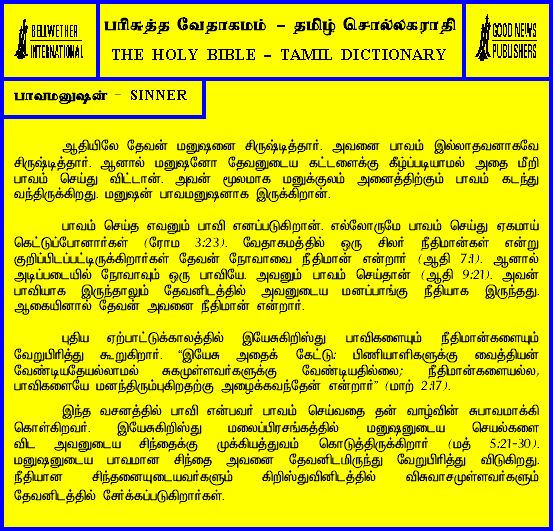 BELLWETHER
INTERNATIONAL
பரிசுத்த வேதாகமம் – தமிழ் சொல்லகராதி
THE HOLY BIBLE – TAMIL DICTIONARY
GOOD NEWS
PUBLISHERS
பாவமனுஷன் – SINNER
ஆதியிலே தேவன் மனுஷனை சிருஷ்டித்தார். அவனை பாவம் இல்லாதவனாகவே
சிருஷ்டித்தார். ஆனால் மனுஷனோ தேவனுடைய கட்டளைக்கு கீழ்ப்படியாமல் அதை மீறி
பாவம் செய்து விட்டான். அவன் மூலமாக மனுக்குலம் அனைத்திற்கும் பாவம் கடந்து
வந்திருக்கிறது. மனுஷன் பாவமனுஷனாக இருக்கிறான்.
பாவம் செய்த எவனும் பாவி எனப்படுகிறான். எல்லோருமே பாவம் செய்து ஏகமாய்
கெட்டுப்போனார்கள் (ரோம 3:23). வேதாகமத்தில் ஒரு சிலர் நீதிமான்கள் என்று
குறிப்பிடப்பட்டிருக்கிறார்கள் தேவன் நோவாவை நீதிமான் என்றார் (ஆதி 7:1). ஆனால்
அடிப்படையில் நோவாவும் ஒரு பாவியே. அவனும் பாவம் செய்தான் (ஆதி 9:21). அவன்
பாவியாக இருந்தாலும் தேவனிடத்தில் அவனுடைய மனப்பாங்கு நீதியாக இருந்தது.
ஆகையினால் தேவன் அவனை நீதிமான் என்றார்.
புதிய ஏற்பாட்டுக்காலத்தில் இயேசுகிறிஸ்து பாவிகளையும் நீதிமான்களையும்
வேறுபிரித்து கூறுகிறார். “இயேசு அதைக் கேட்டு: பிணியாளிகளுக்கு வைத்தியன்
வேண்டியதேயல்லாமல் சுகமுள்ளவர்களுக்கு வேண்டியதில்லை; நீதிமான்களையல்ல,
பாவிகளையே மனந்திரும்புகிறதற்கு அழைக்கவந்தேன் என்றார்” (மாற் 2:17).
இந்த வசனத்தில் பாவி என்பவர் பாவம் செய்வதை தன் வாழ்வின் சுபாவமாக்கி
கொள்கிறவர். இயேசுகிறிஸ்து மலைப்பிரசங்கத்தில் மனுஷனுடைய செயல்களை
விட அவனுடைய சிந்தைக்கு முக்கியத்துவம் கொடுத்திருக்கிறார் (மத் 5:21-30).
மனுஷனுடைய பாவமான சிந்தை அவனை தேவனிடமிருந்து வேறுபிரித்து விடுகிறது.
நீதியான சிந்தனையுடையவர்களும் கிறிஸ்துவினிடத்தில் விசுவாசமுள்ளவர்களும்
தேவனிடத்தில் சேர்க்கப்படுகிறார்கள்.